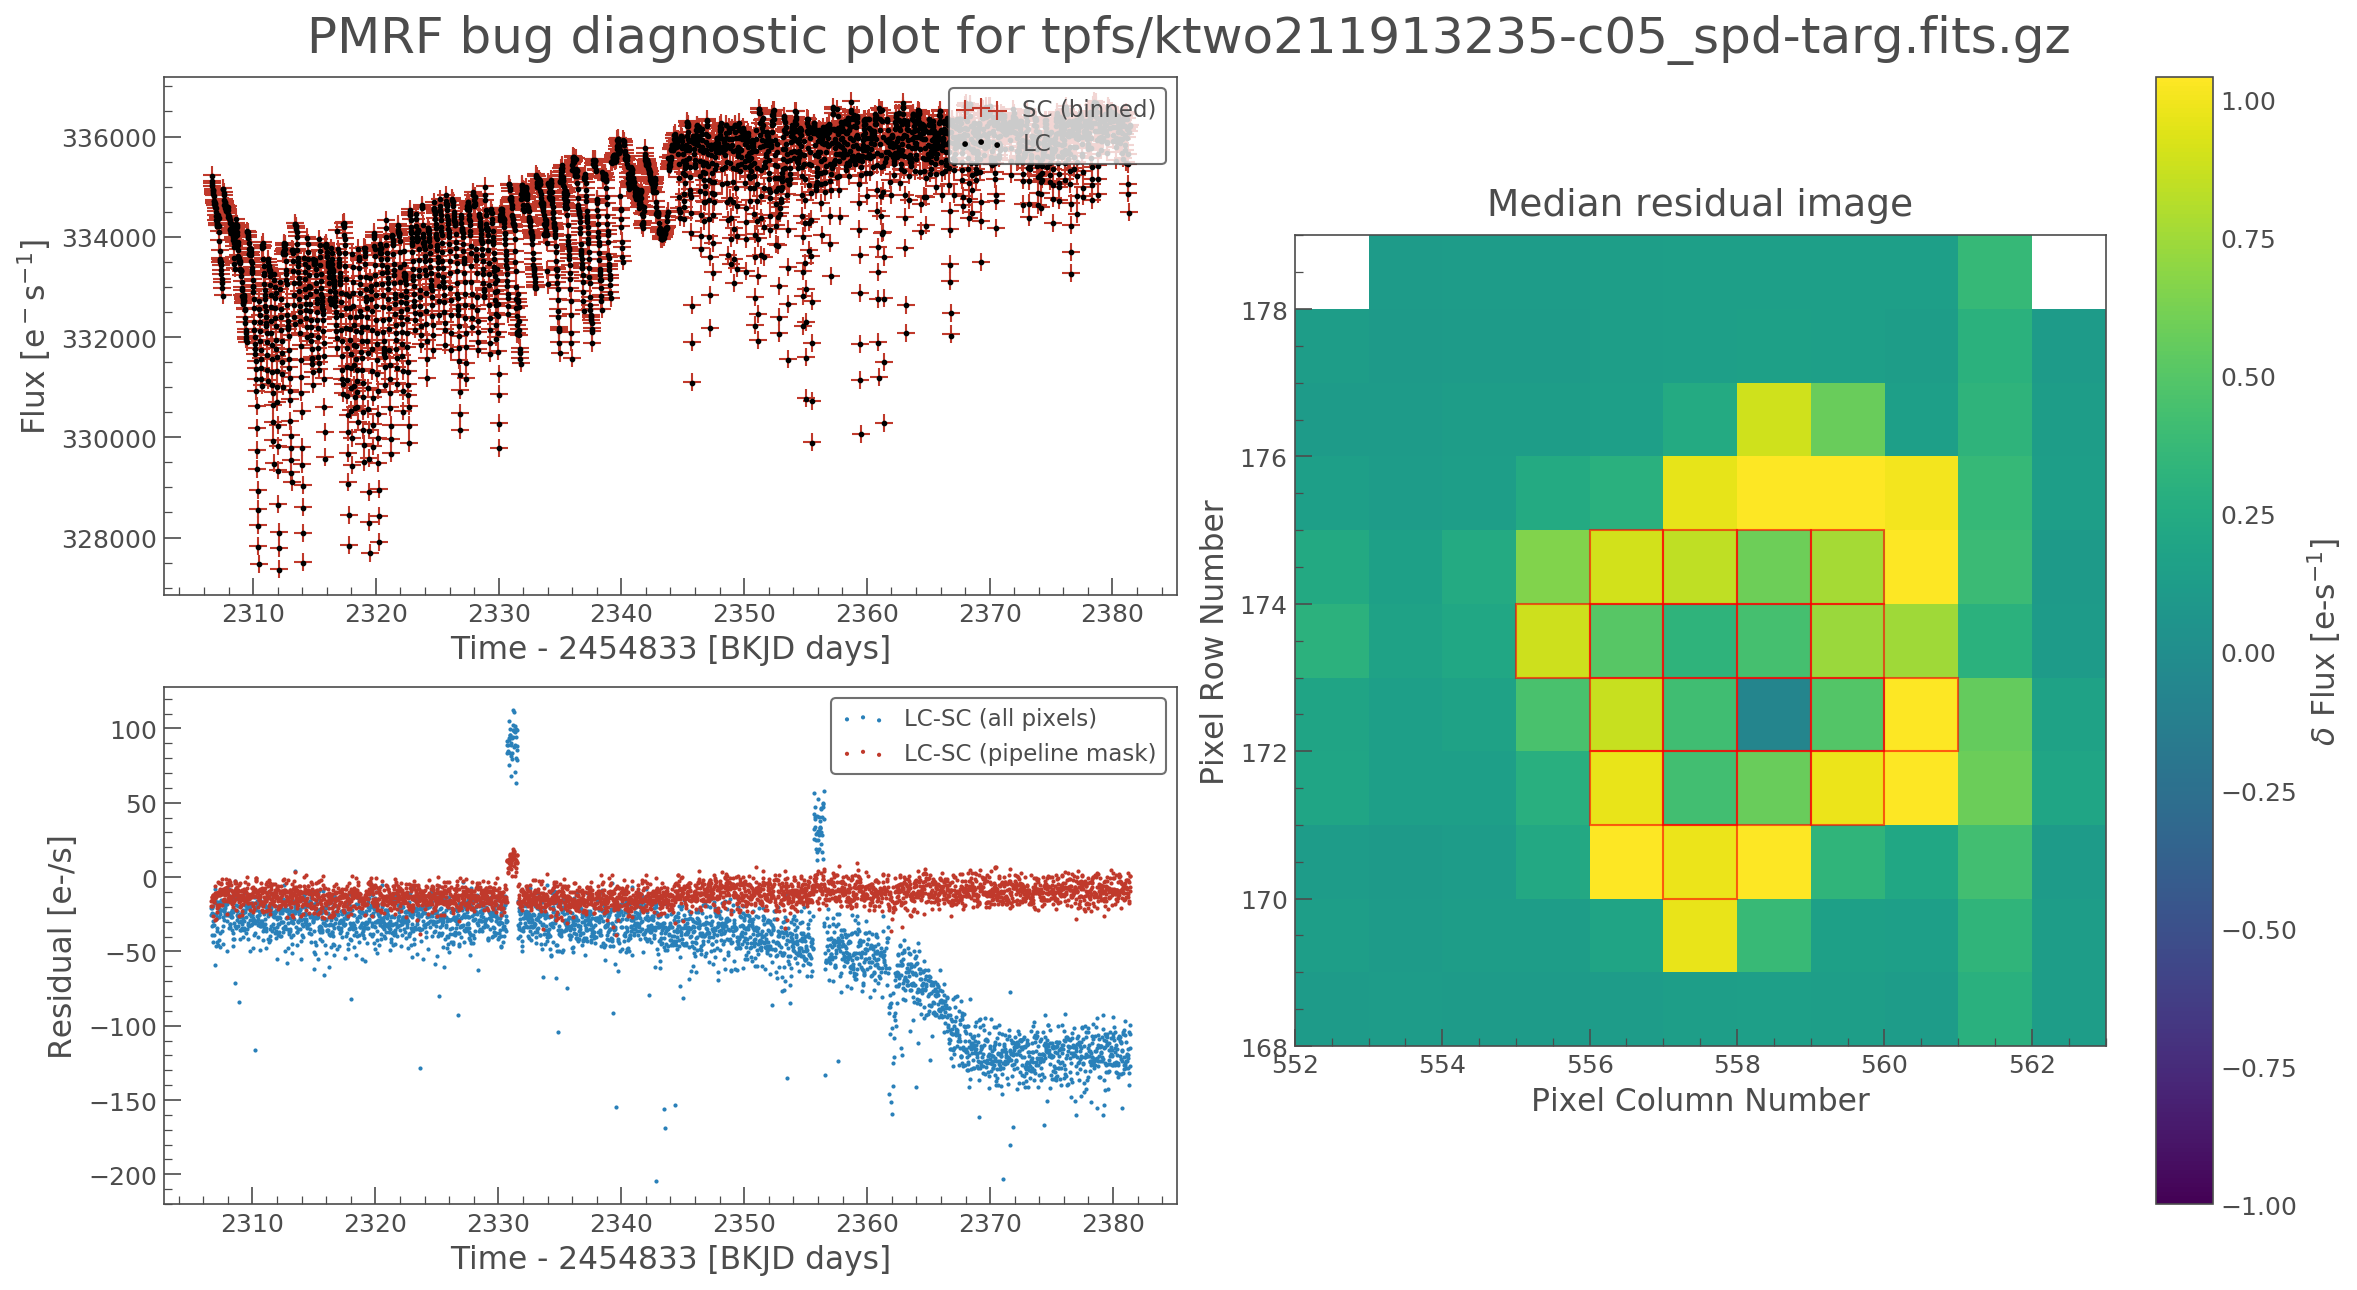 PMRF bug diagnostic plot for tpfs/ktwo211913235-c05_spd-targ.fits.gz
Flux [e⁻s⁻¹]
336000
334000
332000
330000
328000
SC (binned)
LC
2310 2320 2330 2340 2350 2360 2370 2380
Time - 2454833 [BKJD days]
Residual [e-/s]
100
50
0
−50
−100
−150
−200
LC-SC (all pixels)
LC-SC (pipeline mask)
2310 2320 2330 2340 2350 2360 2370 2380
Time - 2454833 [BKJD days]
Median residual image
Pixel Row Number
178
176
174
172
170
168
552 554 556 558 560 562
Pixel Column Number
1.00
0.75
0.50
0.25
0.00
−0.25
−0.50
−0.75
−1.00
δ Flux [e-s⁻¹]